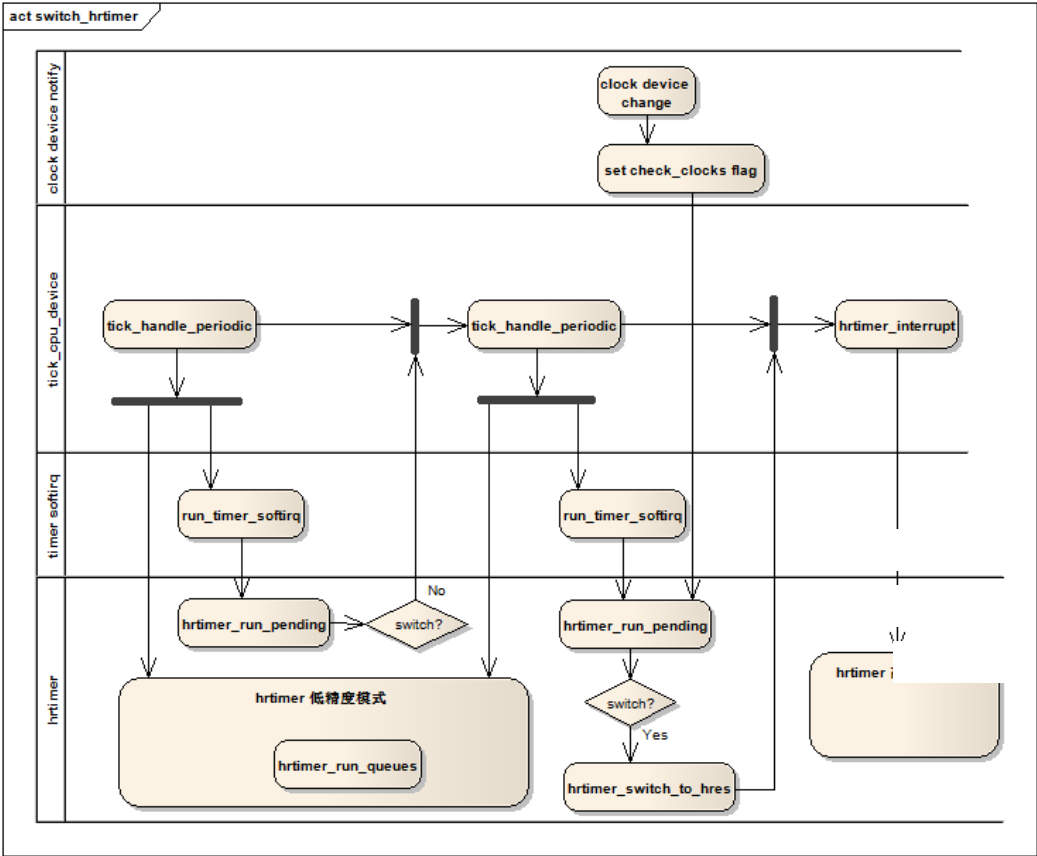 act switch_hrtimer
clock device notify
clock device
change
set check_clocks flag
tick_cpu_device
tick_handle_periodic
tick_handle_periodic
hrtimer_interrupt
timer softirq
run_timer_softirq
run_timer_softirq
hrtimer
hrtimer_run_pending
switch?
No
hrtimer_run_pending
switch?
Yes
hrtimer_switch_to_hres
hrtimer 低精度模式
hrtimer_run_queues
hrtimer